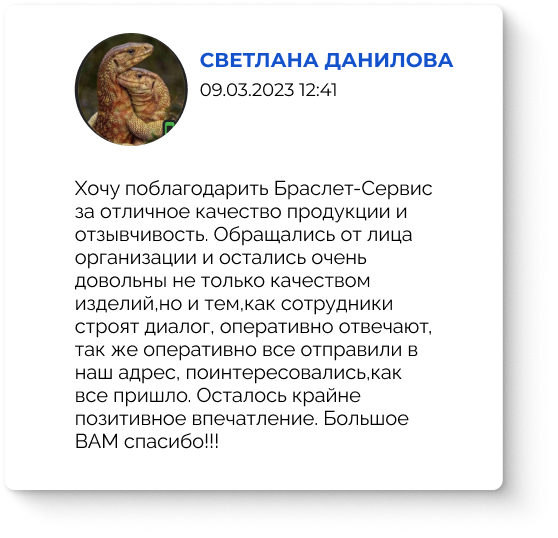 СВЕТЛАНА ДАНИЛОВА
09.03.2023 12:41
Хочу поблагодарить Браслет-Сервис
за отличное качество продукции и
отзывчивость. Обращались от лица
организации и остались очень
довольны не только качеством
изделий,но и тем,как сотрудники
строят диалог, оперативно отвечают,
так же оперативно все отправили в
наш адрес, поинтересовались,как
все пришло. Осталось крайне
позитивное впечатление. Большое
ВАМ спасибо!!!